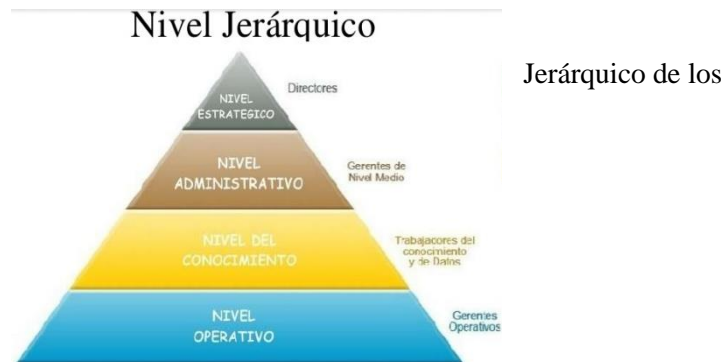 Nivel Jerárquico
Jerárquico de los
NIVEL
ESTRATEGICO
Directores
NIVEL
ADMINISTRATIVO
Gerentes de
Nivel Medio
NIVEL DEL
CONOCIMIENTO
Trabajacores del
conocimiento
y de Datos
NIVEL
OPERATIVO
Gerentes
Operativos